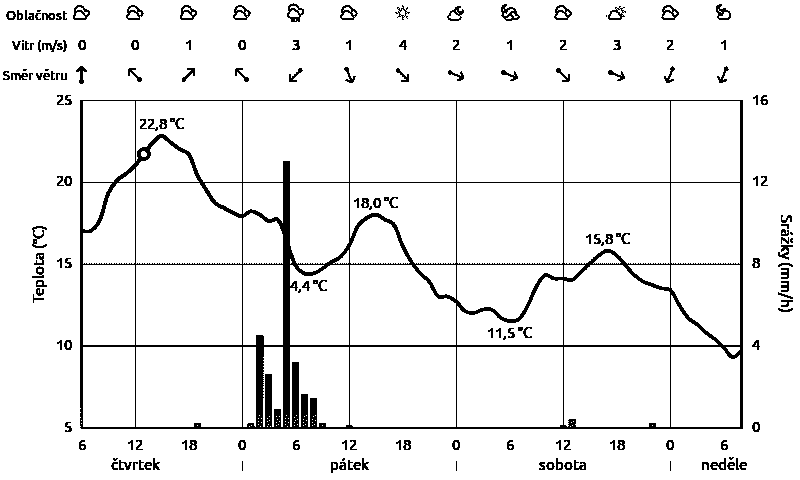 Oblačnost
Vítr (m/s) 0 0 1 0 3 1 4 2 1 2 3 2 1
Směr větru
25 16
22,8 °C
20 12
18,0 °C
15,8 °C
15 8
4,4 °C
11,5 °C
10 4
5 0
Teplota (°C)
Srážky (mm/h)
6 12 18 0 6 12 18 0 6 12 18 0 6
čtvrtek | pátek | sobota | neděle